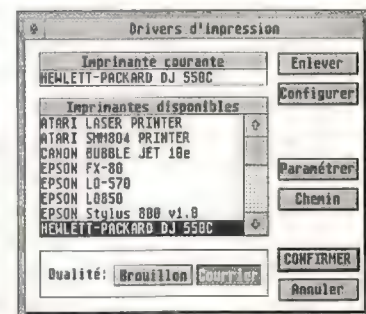 Drivers d'impression
Imprimante courante
HEWLETT-PACKARD DJ 550C
Imprimantes disponibles
ATARI LASER PRINTER
ATARI SMM804 PRINTER
CANON BUBBLE JET 10e
EPSON FX-80
EPSON LQ-570
EPSON LQ850
EPSON Stylus 800 v1.0
HEWLETT-PACKARD DJ 550C
Qualité: Brouillon Courrier
Enlever
Configurer
Paramétrer
Chemin
CONFIRMER
Annuler